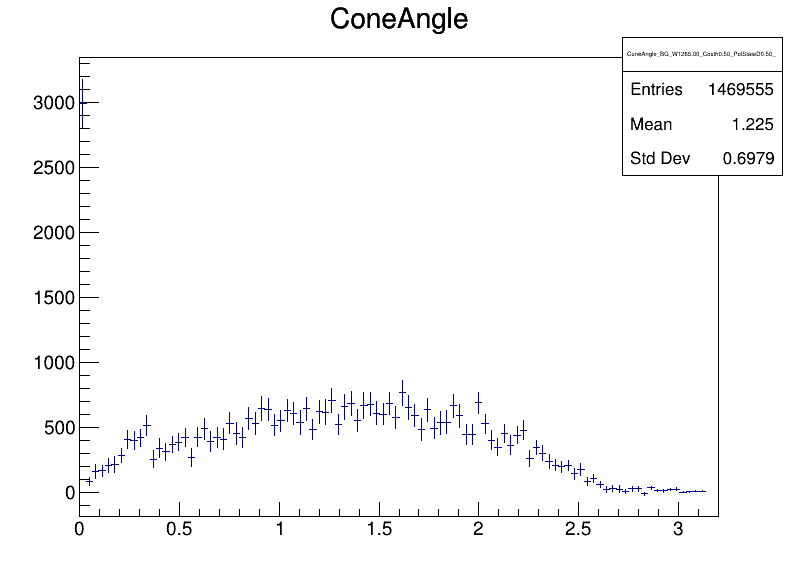 ConeAngle
ConeAngle_BG_W1265.00_Costh0.50_PolStateD0.50_
Entries 1469555
Mean 1.225
Std Dev 0.6979
3000
2500
2000
1500
1000
500
0
0 0.5 1 1.5 2 2.5 3